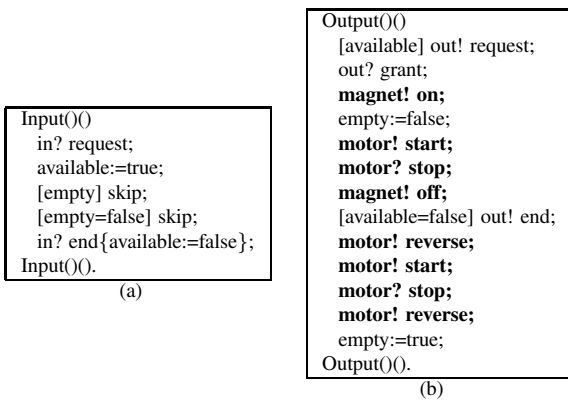 Input()()
in? request;
available:=true;
[empty] skip;
[empty=false] skip;
in? end{available:=false};
Input()().
(a)
Output()()
[available] out! request;
out? grant;
magnet! on;
empty:=false;
motor! start;
motor? stop;
magnet! off;
[available=false] out! end;
motor! reverse;
motor! start;
motor? stop;
motor! reverse;
empty:=true;
Output()().
(b)